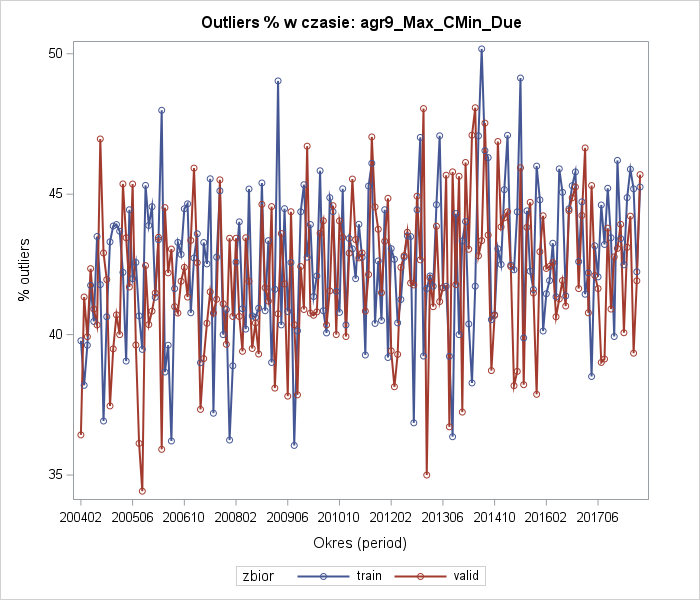 Outliers % w czasie: agr9_Max_CMin_Due
% outliers
50
45
40
35
200402 200506 200610 200802 200906 201010 201202 201306 201410 201602 201706
Okres (period)
zbior train valid